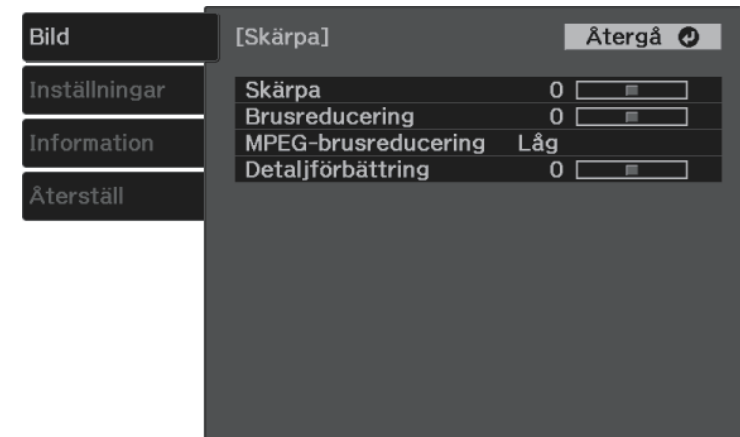 Bild
Inställningar
Information
Återställ
[Skärpa] Återgå
Skärpa 0
Brusreducering 0
MPEG-brusreducering Låg
Detaljförbättring 0